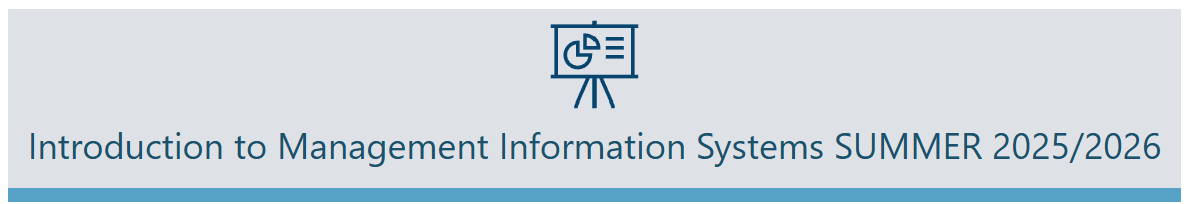 Introduction to Management Information Systems SUMMER 2025/2026